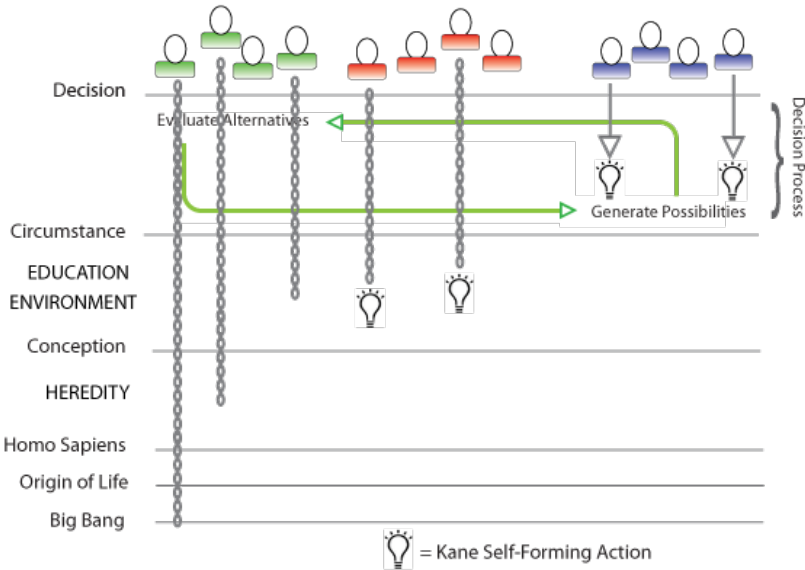 Decision
Evaluate Alternatives
Decision Process
Generate Possibilities
Circumstance
EDUCATION
ENVIRONMENT
Conception
HEREDITY
Homo Sapiens
Origin of Life
Big Bang
= Kane Self-Forming Action